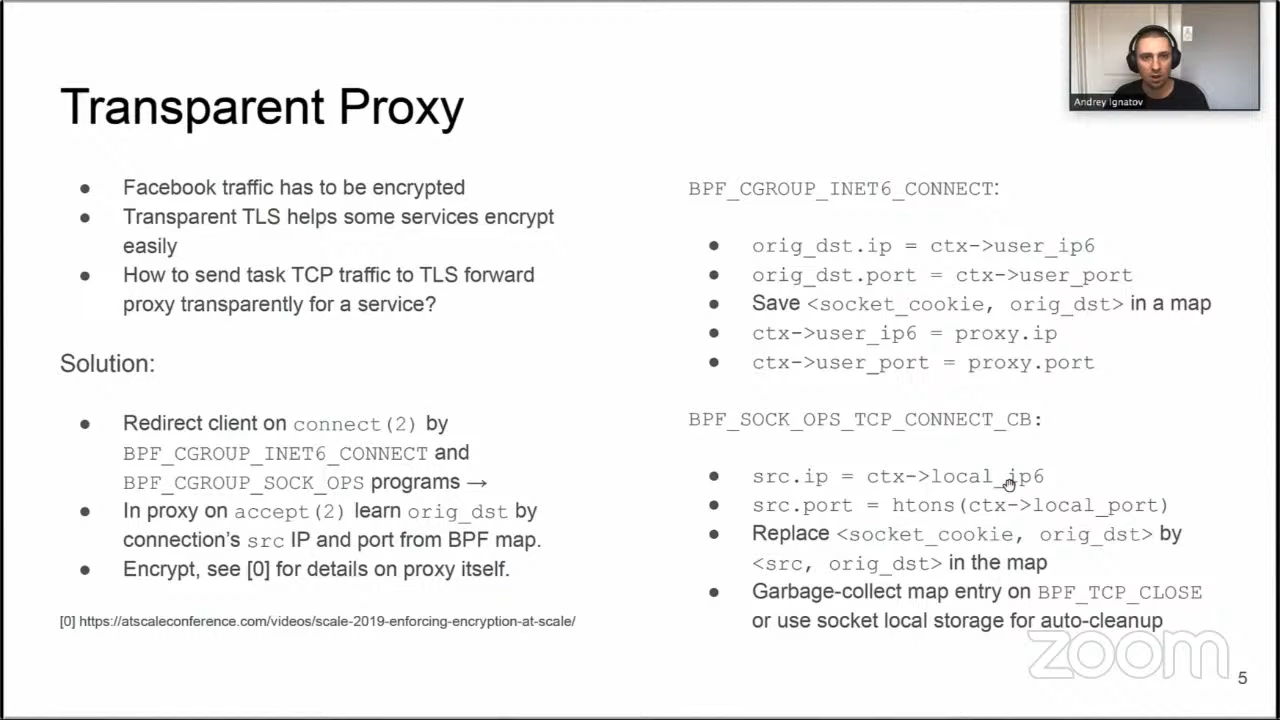 Transparent Proxy
● Facebook traffic has to be encrypted
● Transparent TLS helps some services encrypt
easily
● How to send task TCP traffic to TLS forward
proxy transparently for a service?
Solution:
● Redirect client on connect(2) by
BPF_CGROUP_INET6_CONNECT and
BPF_CGROUP_SOCK_OPS programs →
● In proxy on accept(2) learn orig_dst by
connection's src IP and port from BPF map.
● Encrypt, see [0] for details on proxy itself.
[0] https://atscaleconference.com/videos/scale-2019-enforcing-encryption-at-scale/
BPF_CGROUP_INET6_CONNECT:
● orig_dst.ip = ctx->user_ip6
● orig_dst.port = ctx->user_port
● Save <socket_cookie, orig_dst> in a map
● ctx->user_ip6 = proxy.ip
● ctx->user_port = proxy.port
BPF_SOCK_OPS_TCP_CONNECT_CB:
● src.ip = ctx->local_ip6
● src.port = htons(ctx->local_port)
● Replace <socket_cookie, orig_dst> by
<src, orig_dst> in the map
● Garbage-collect map entry on BPF_TCP_CLOSE
or use socket local storage for auto-cleanup
Andrey Ignatov
zoom
5